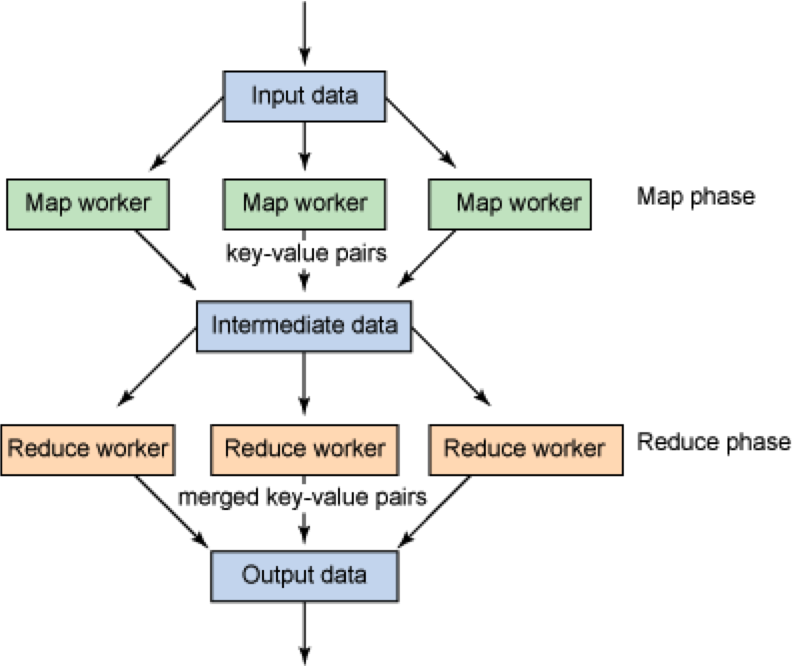 Input data
Map worker
Map worker
Map worker
Map phase
key-value pairs
Intermediate data
Reduce worker
Reduce worker
Reduce worker
Reduce phase
merged key-value pairs
Output data